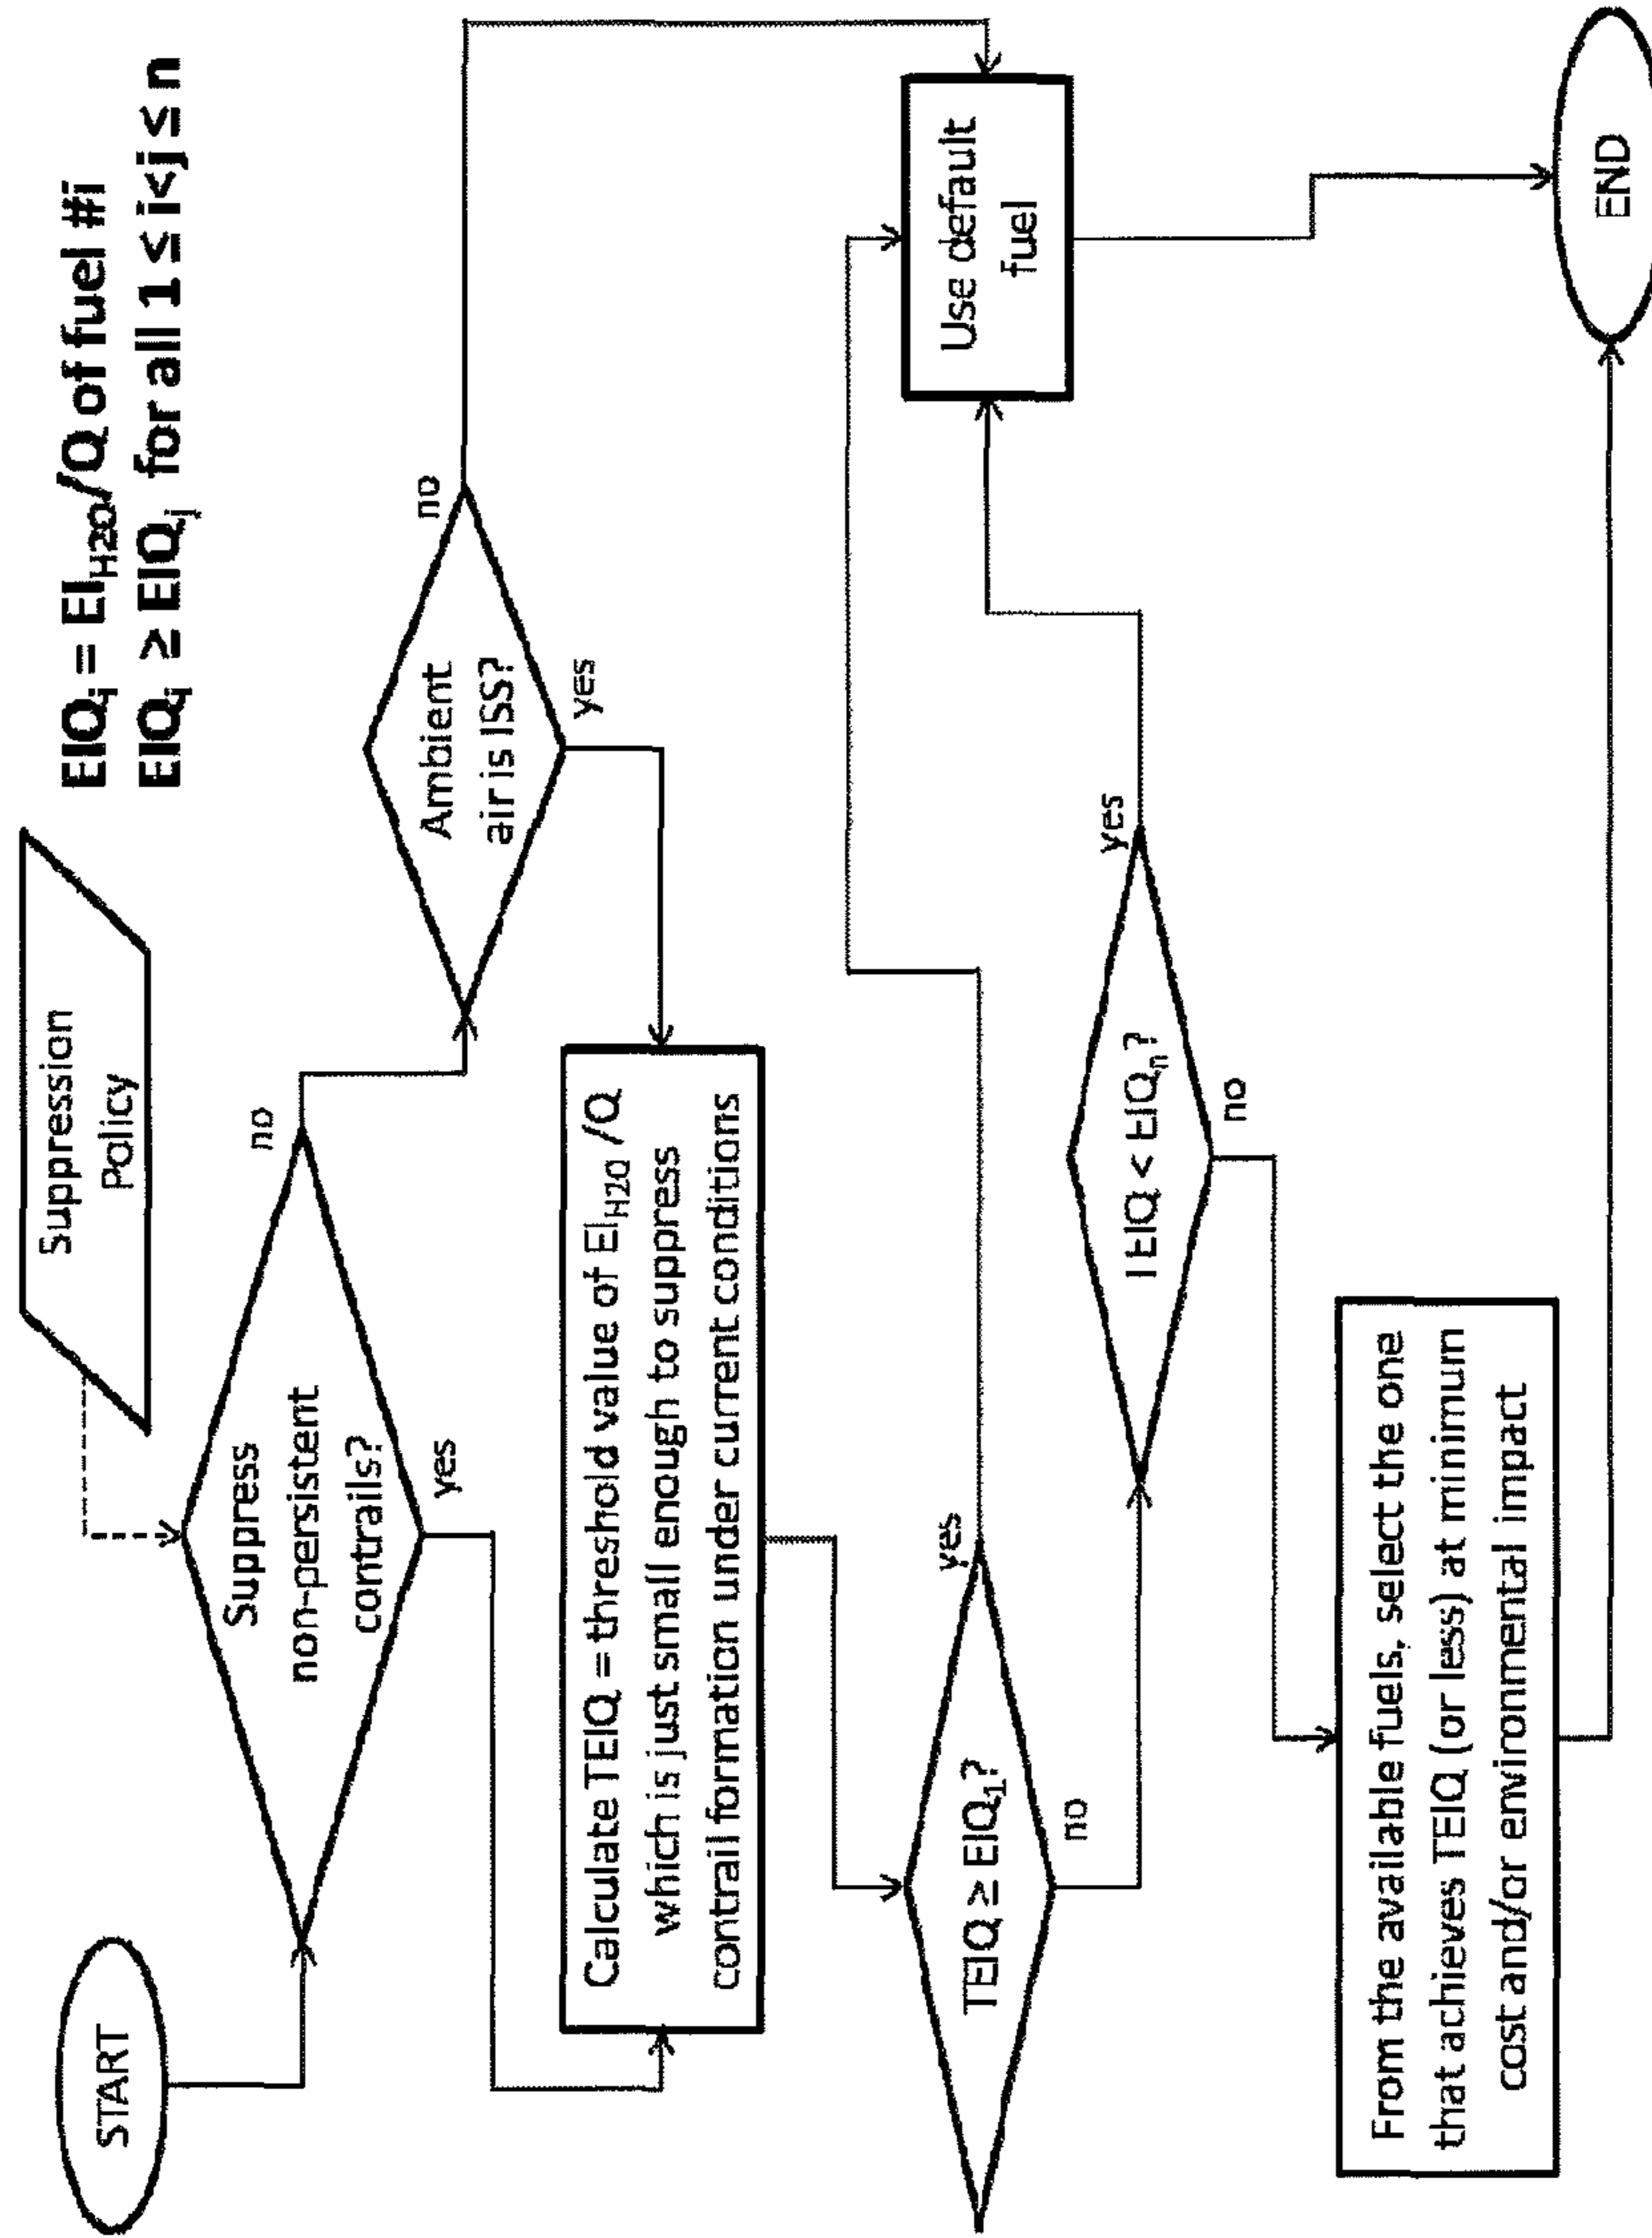 EIQᵢ = EI_H2O/Q of fuel #i
EIQᵢ ≥ EIQⱼ for all 1 ≤ i<j ≤ n
Suppression
Policy
START
Suppress
non-persistent
contrails?
no
yes
Ambient
air is ISS?
no
yes
Calculate TEIQ = threshold value of EI_H2O /Q
which is just small enough to suppress
contrail formation under current conditions
TEIQ ≥ EIQ₁?
yes
no
TEIQ < EIQₙ?
yes
no
Use default
fuel
From the available fuels, select the one
that achieves TEIQ (or less) at minimum
cost and/or environmental impact
END